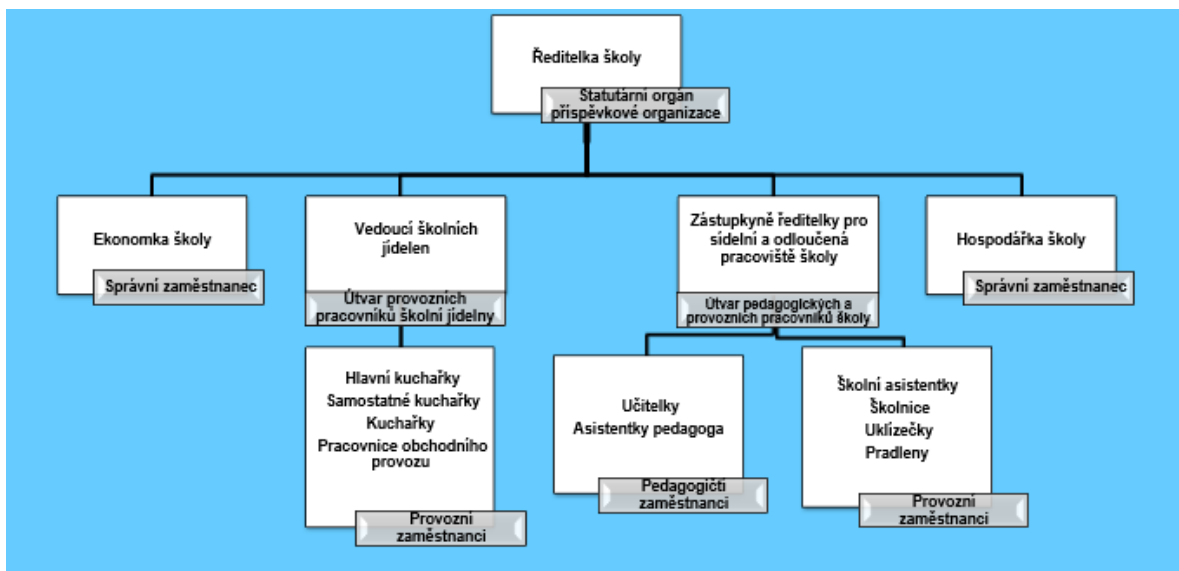 Ředitelka školy
Statutární orgán
příspěvkové organizace
Ekonomka školy
Správní zaměstnanec
Vedoucí školních
jídelen
Útvar provozních
pracovníků školní jídelny
Zástupkyně ředitelky pro
sídelní a odloučená
pracoviště školy
Útvar pedagogických a
provozních pracovníků školy
Hospodářka školy
Správní zaměstnanec
Hlavní kuchařky
Samostatné kuchařky
Kuchařky
Pracovnice obchodního
provozu
Provozní
zaměstnanci
Učitelky
Asistentky pedagoga
Pedagogičtí
zaměstnanci
Školní asistentky
Školnice
Uklízečky
Pradleny
Provozní
zaměstnanci